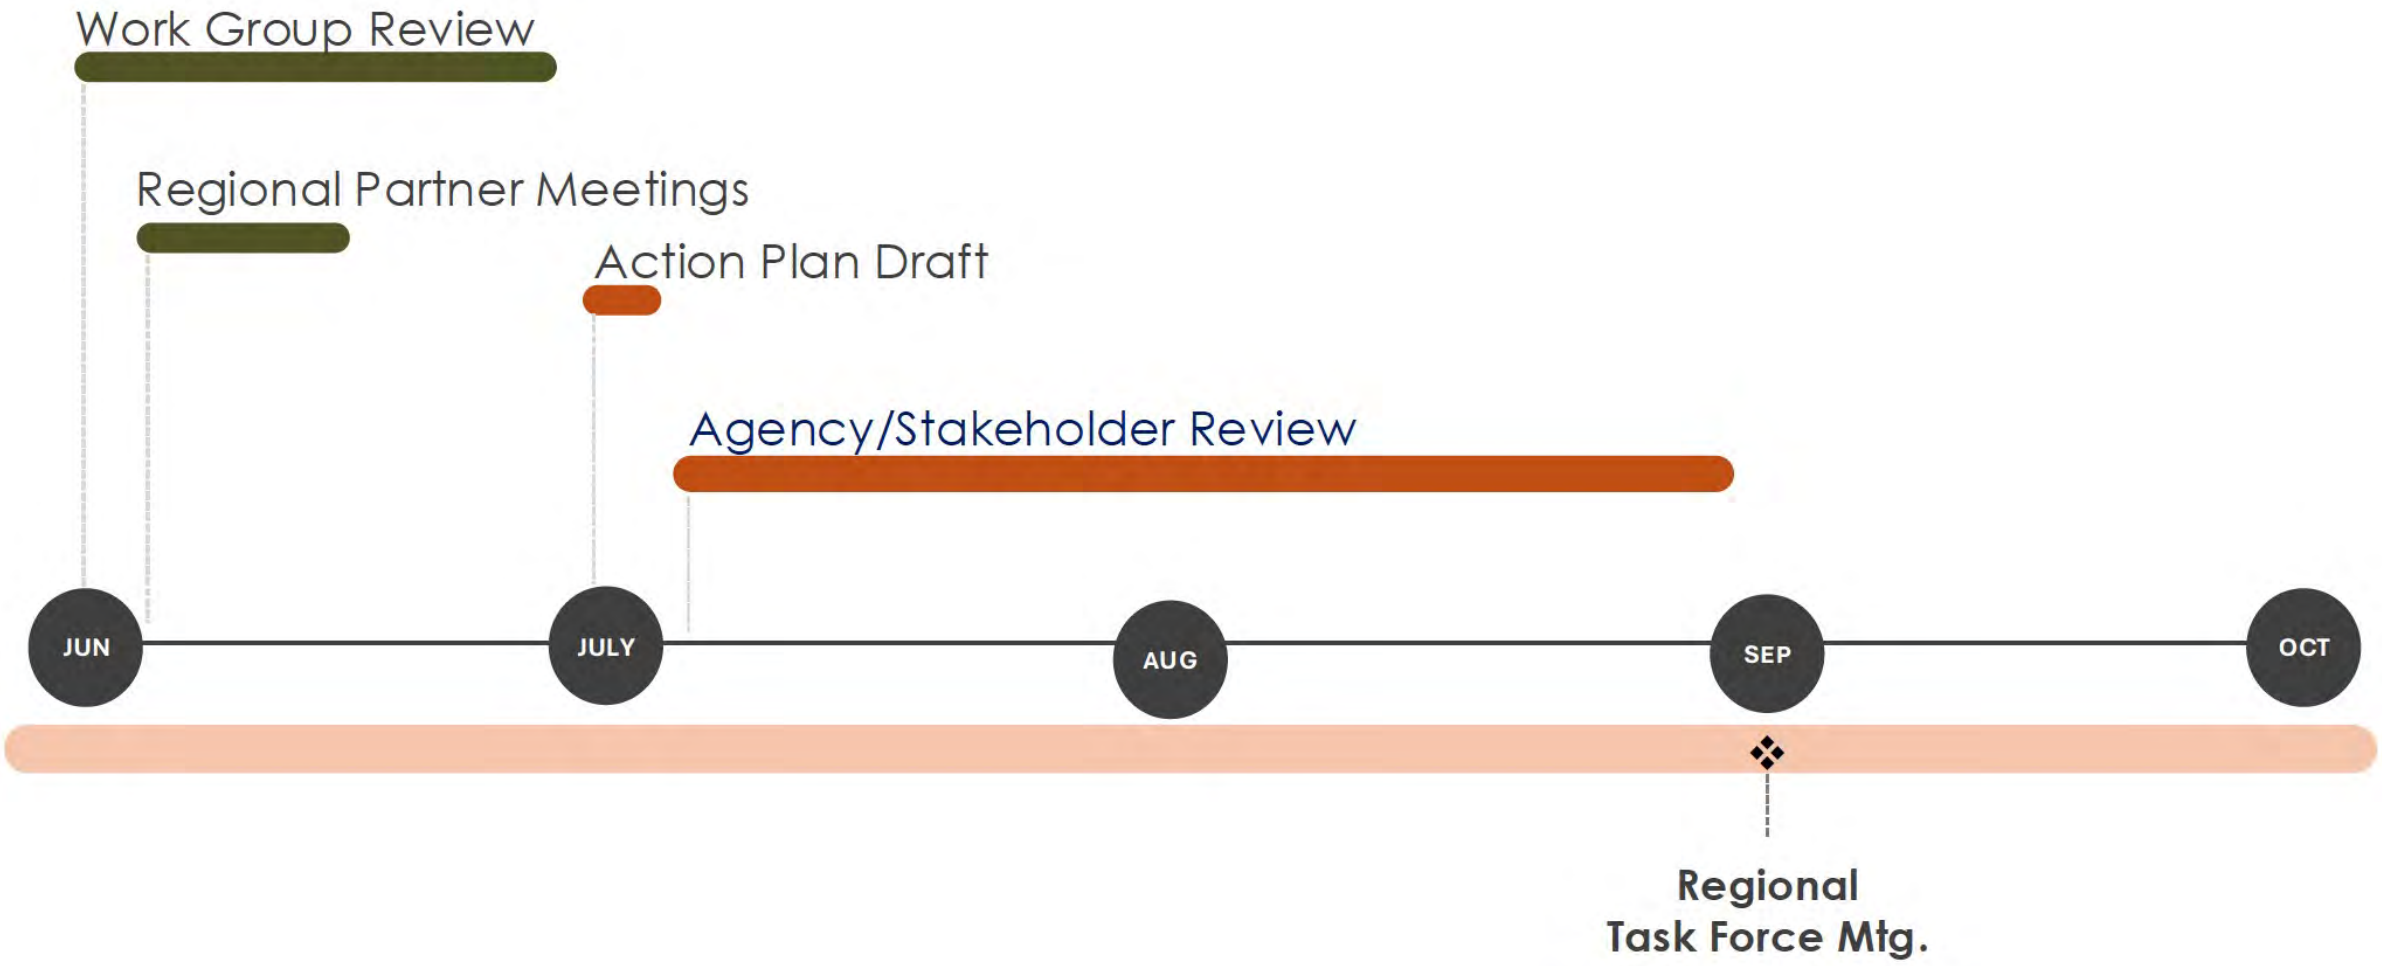 Work Group Review
Regional Partner Meetings
Action Plan Draft
Agency/Stakeholder Review
JUN
JULY
AUG
SEP
OCT
Regional
Task Force Mtg.